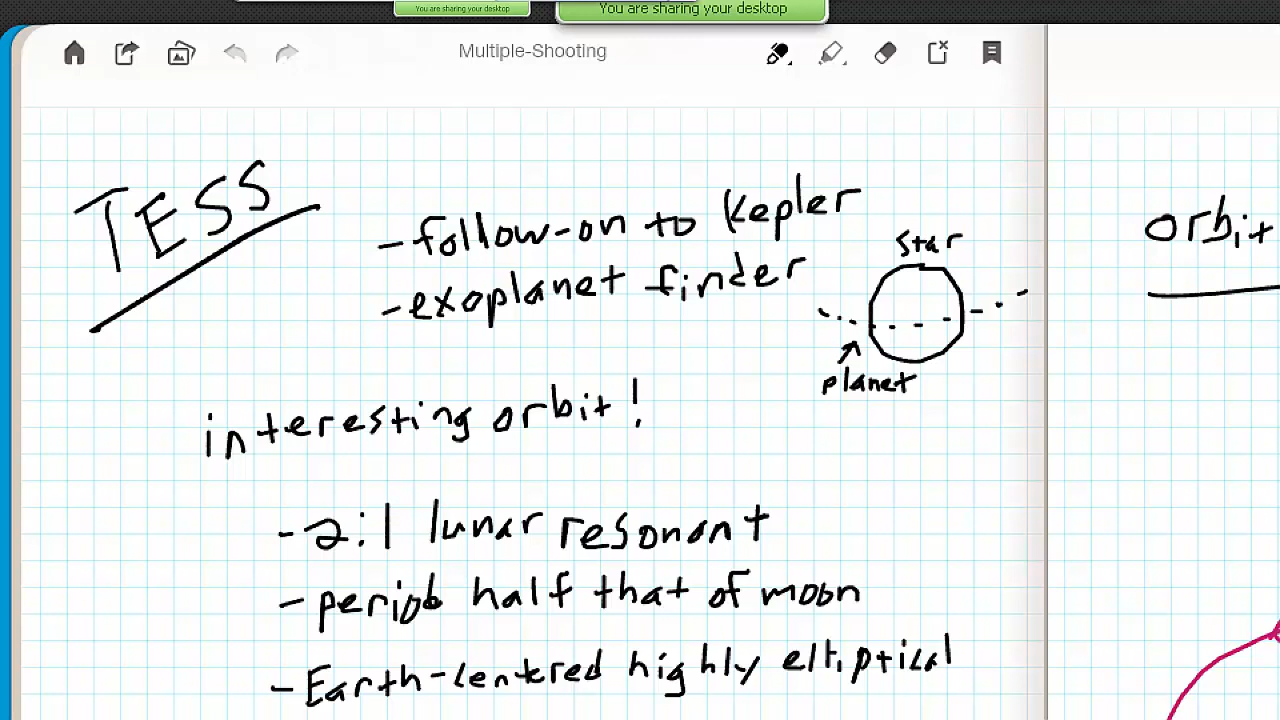 You are sharing your desktop
You are sharing your desktop
Multiple-Shooting
TESS
-follow-on to Kepler
-exoplanet finder
star
planet
orbit
interesting orbit!
-2:1 lunar resonant
-period half that of moon
-Earth-centered highly elliptical